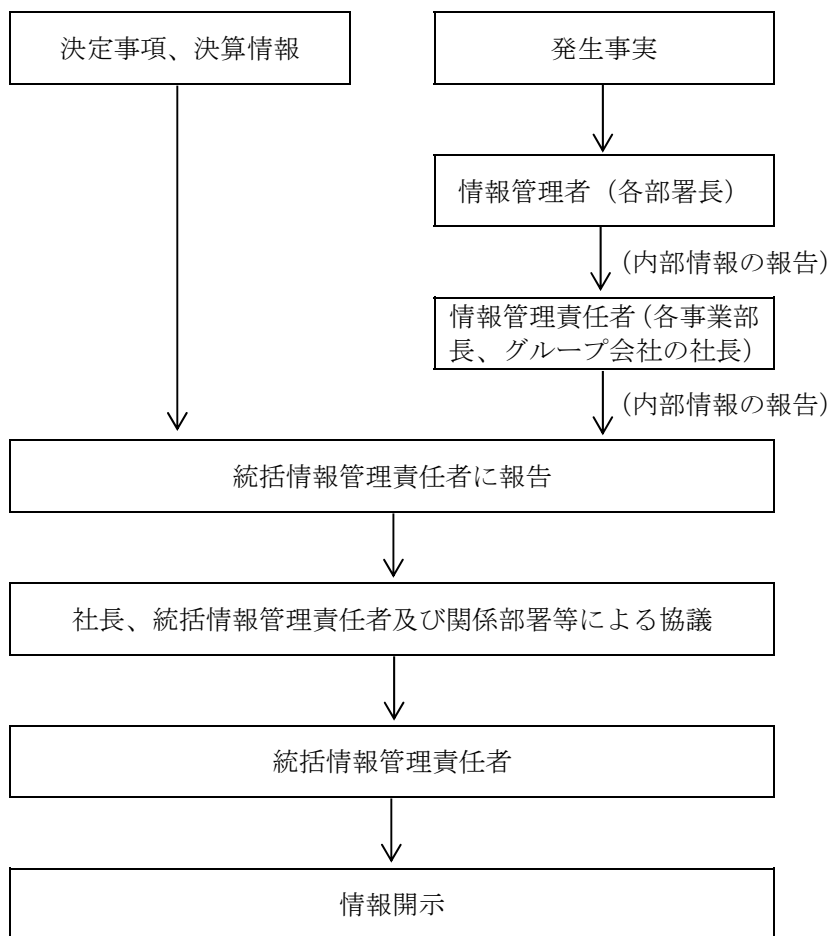 決定事項、決算情報
発生事実
情報管理者（各部署長）
（内部情報の報告）
情報管理責任者（各事業部
長、グループ会社の社長）
（内部情報の報告）
統括情報管理責任者に報告
社長、統括情報管理責任者及び関係部署等による協議
統括情報管理責任者
情報開示